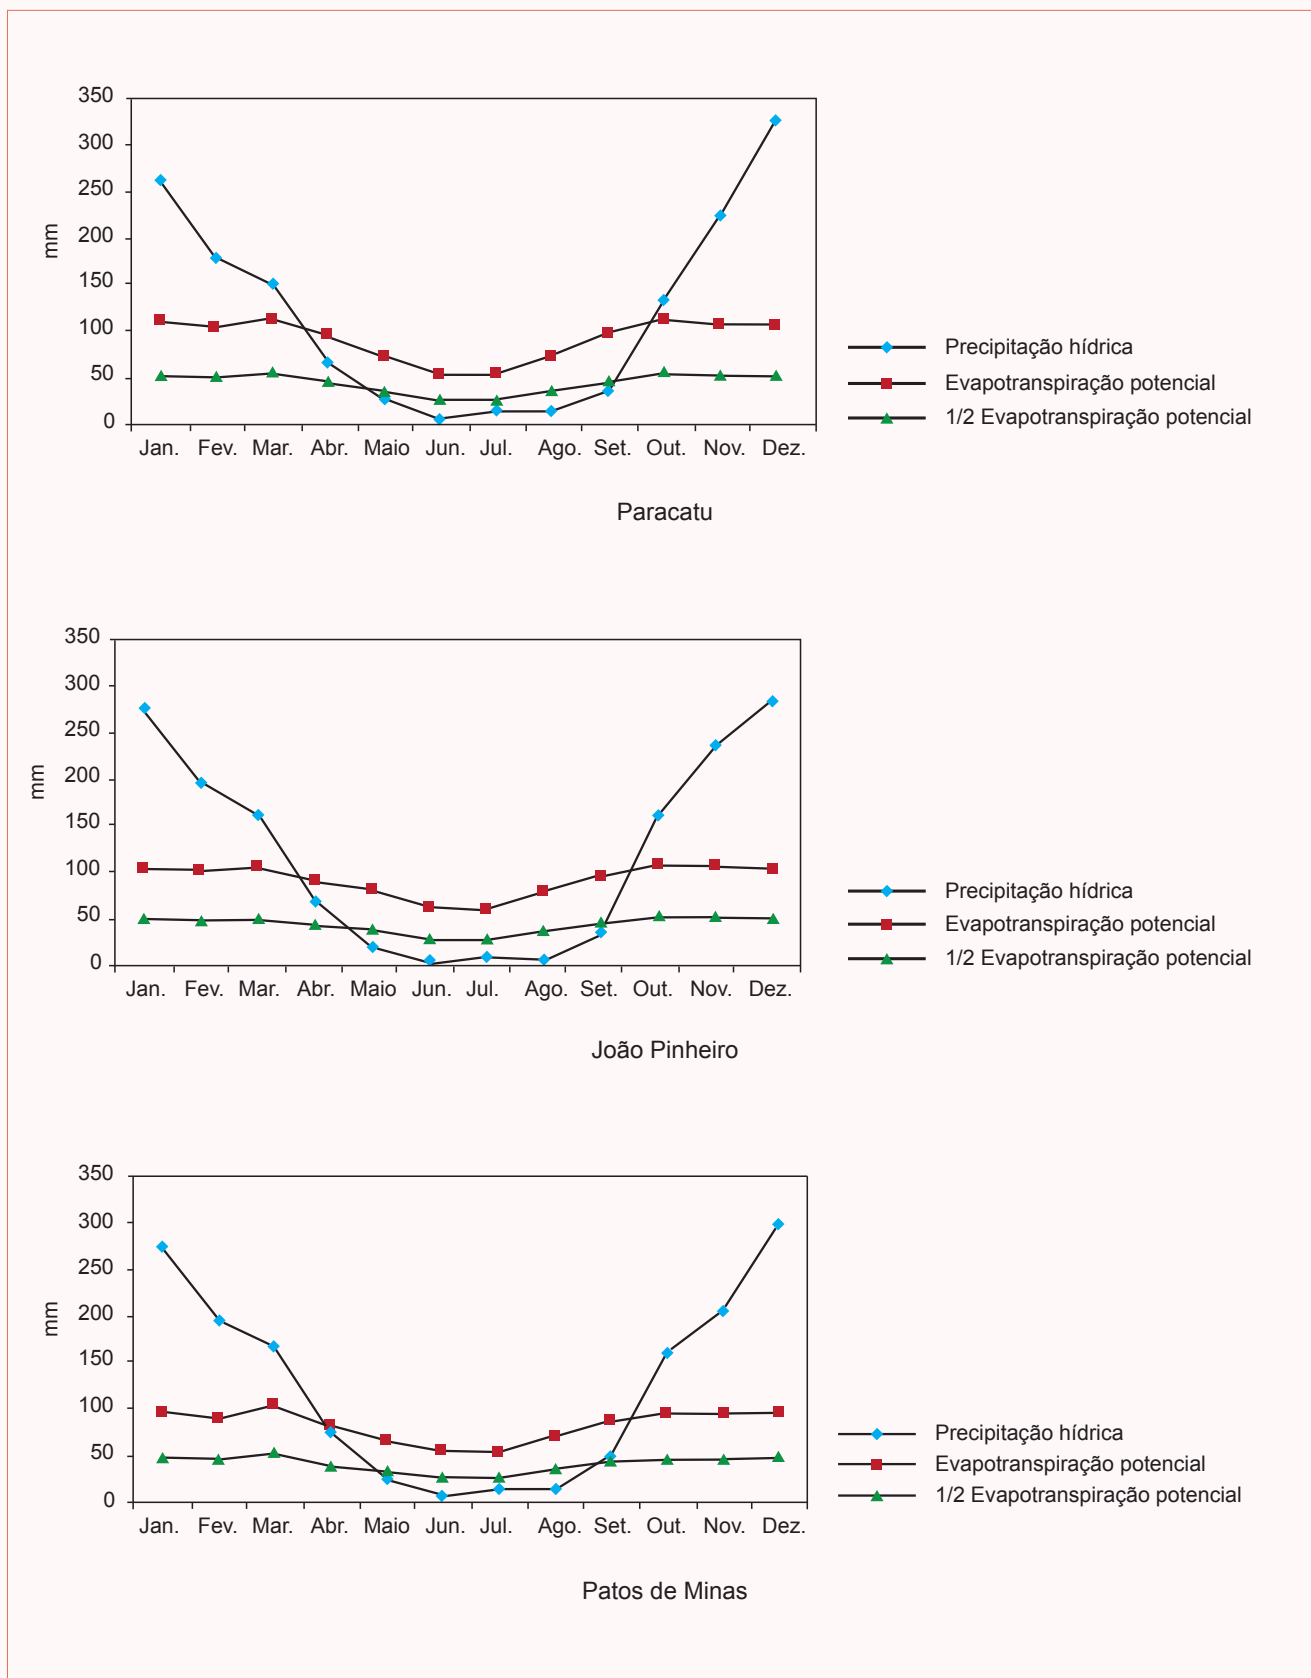 350
300
250
200
150
100
50
0
mm
Jan. Fev. Mar. Abr. Maio Jun. Jul. Ago. Set. Out. Nov. Dez.
Precipitação hídrica
Evapotranspiração potencial
1/2 Evapotranspiração potencial
Paracatu
350
300
250
200
150
100
50
0
mm
Jan. Fev. Mar. Abr. Maio Jun. Jul. Ago. Set. Out. Nov. Dez.
Precipitação hídrica
Evapotranspiração potencial
1/2 Evapotranspiração potencial
João Pinheiro
350
300
250
200
150
100
50
0
mm
Jan. Fev. Mar. Abr. Maio Jun. Jul. Ago. Set. Out. Nov. Dez.
Precipitação hídrica
Evapotranspiração potencial
1/2 Evapotranspiração potencial
Patos de Minas